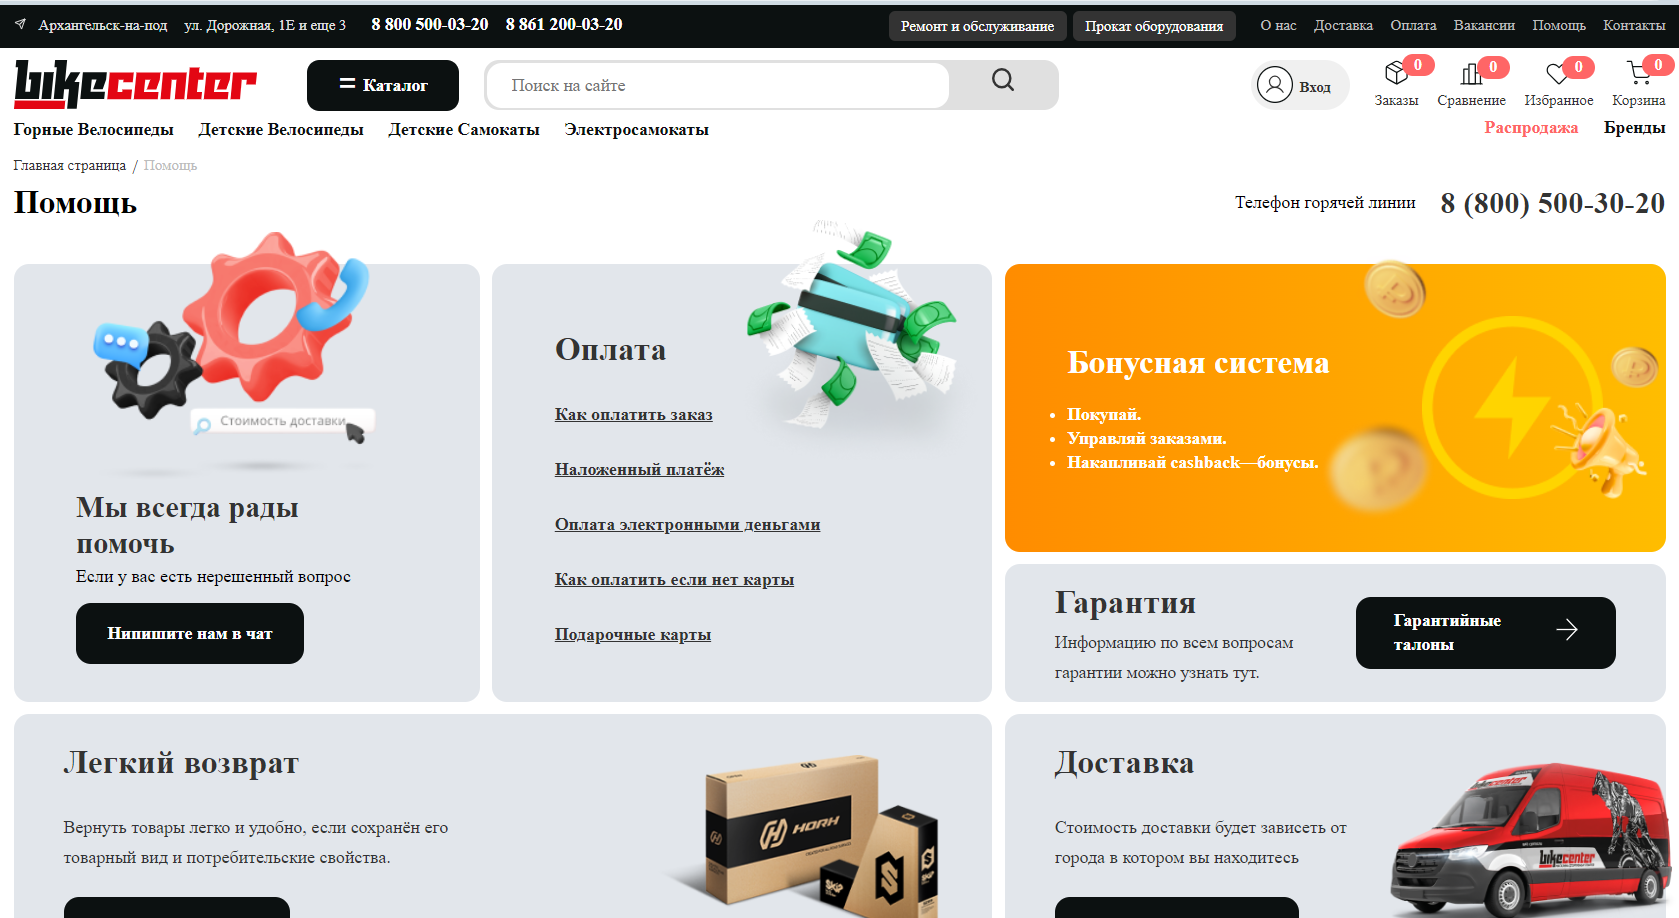 Архангельск-на-под ул. Дорожная, 1Е и еще 3 8 800 500-03-20 8 861 200-03-20 Ремонт и обслуживание Прокат оборудования О нас Доставка Оплата Вакансии Помощь Контакты
bikecenter Каталог Поиск на сайте Вход 0 Заказы 0 Сравнение 0 Избранное 0 Корзина
Горные Велосипеды Детские Велосипеды Детские Самокаты Электросамокаты Распродажа Бренды
Главная страница / Помощь
Помощь Телефон горячей линии 8 (800) 500-30-20
Стоимость доставки
Мы всегда рады
помочь
Если у вас есть нерешенный вопрос
Нипишите нам в чат
Оплата
Как оплатить заказ
Наложенный платёж
Оплата электронными деньгами
Как оплатить если нет карты
Подарочные карты
Бонусная система
Покупай.
Управляй заказами.
Накапливай cashback—бонусы.
Гарантия
Информацию по всем вопросам
гарантии можно узнать тут.
Гарантийные
талоны
Легкий возврат
Вернуть товары легко и удобно, если сохранён его
товарный вид и потребительские свойства.
HORH
SKIP
Доставка
Стоимость доставки будет зависеть от
города в котором вы находитесь
bikecenter